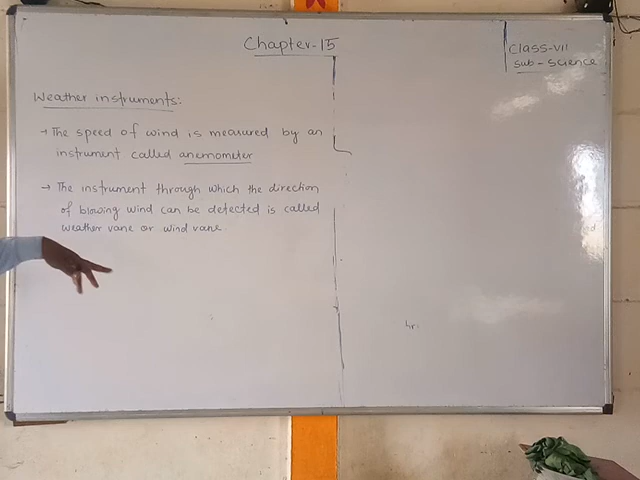 Chapter-15
Class-VII
Sub-Science
Weather instruments:
→ The speed of wind is measured by an
instrument called anemometer
→ The instrument through which the direction
of blowing wind can be detected is called
weather vane or wind vane.
hr.